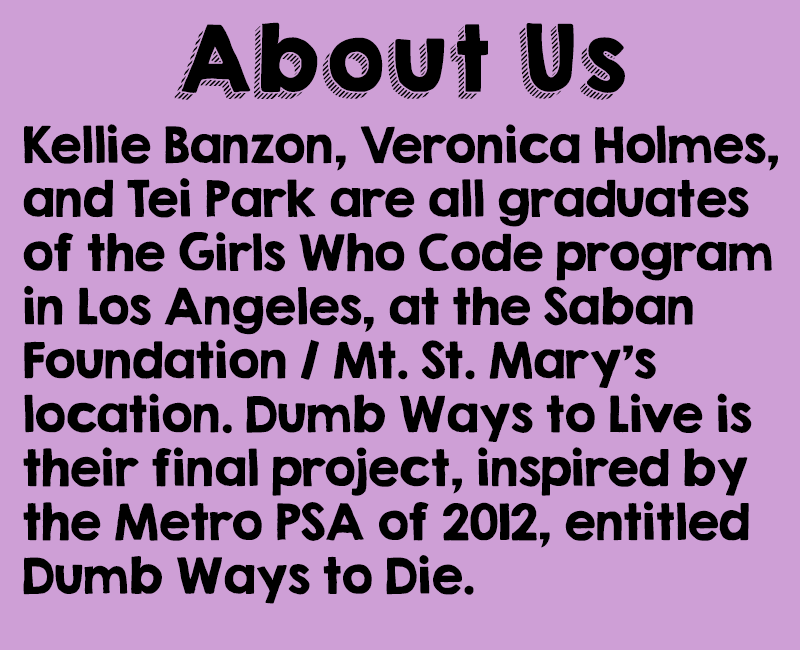 About Us
Kellie Banzon, Veronica Holmes,
and Tei Park are all graduates
of the Girls Who Code program
in Los Angeles, at the Saban
Foundation / Mt. St. Mary's
location. Dumb Ways to Live is
their final project, inspired by
the Metro PSA of 2012, entitled
Dumb Ways to Die.